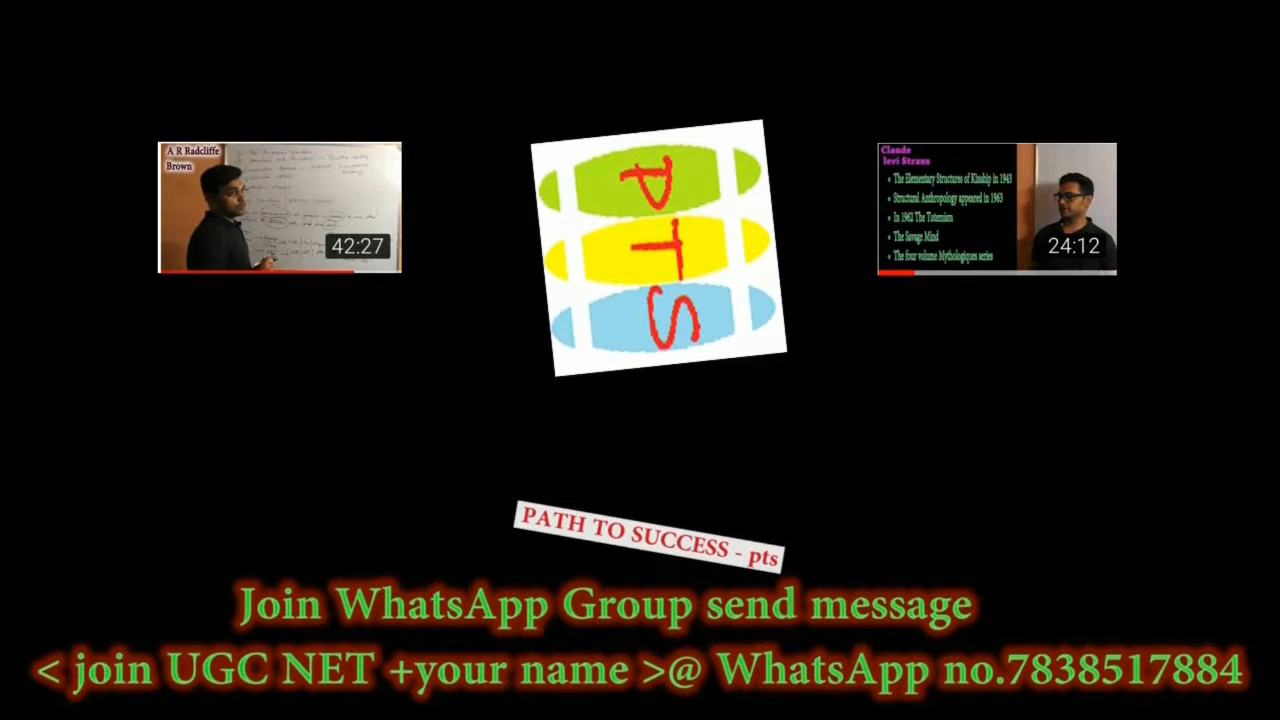 A R Radcliffe
Brown
42:27
P
T
S
Claude
levi Straus
The Elementary Structures of Kinship in 1943
Structural Anthropology appeared in 1963
In 1962 The Totemism
The Savage Mind
The four volume Mythologiques series
24:12
PATH TO SUCCESS - pts
Join WhatsApp Group send message
< join UGC NET +your name >@ WhatsApp no.7838517884